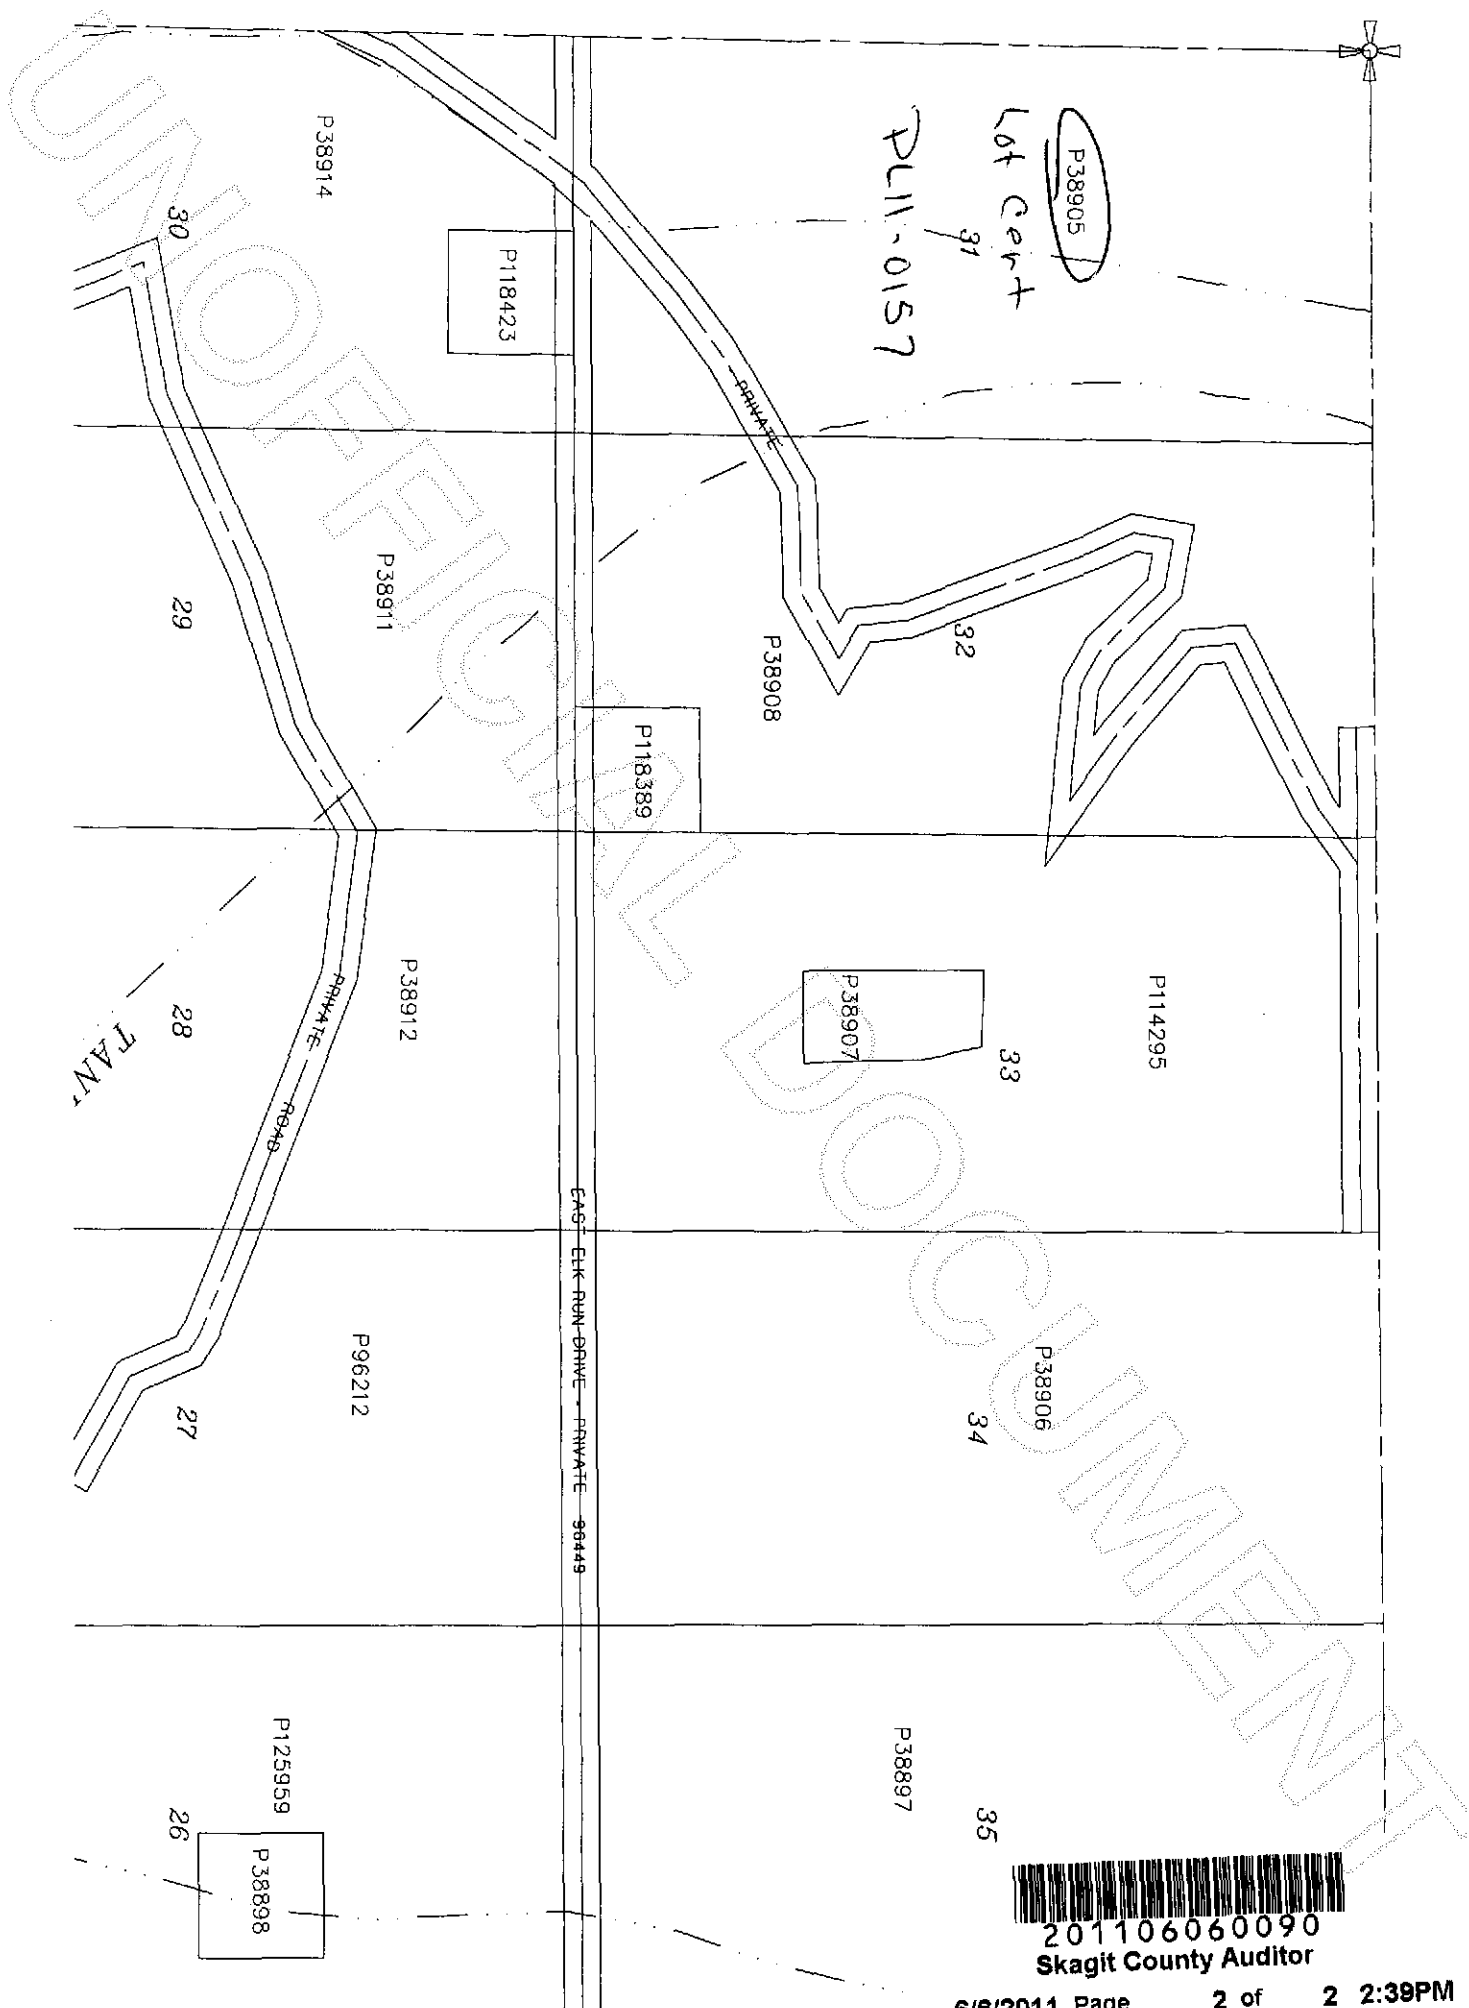 P38905
Lot Cert
PL11-0157
31
P38914
30
P118423
PRIVATE
P38911
29
P38908
32
P118389
P38912
28
TAN
PRIVATE ROAD
P38907
33
P114295
EAST ELK RUN DRIVE - PRIVATE 96449
P96212
27
P38906
34
P125959
26
P38898
P38897
35
UNOFFICIAL DOCUMENT
201106060090
Skagit County Auditor
6/6/2011 Page 2 of 2 2:39PM